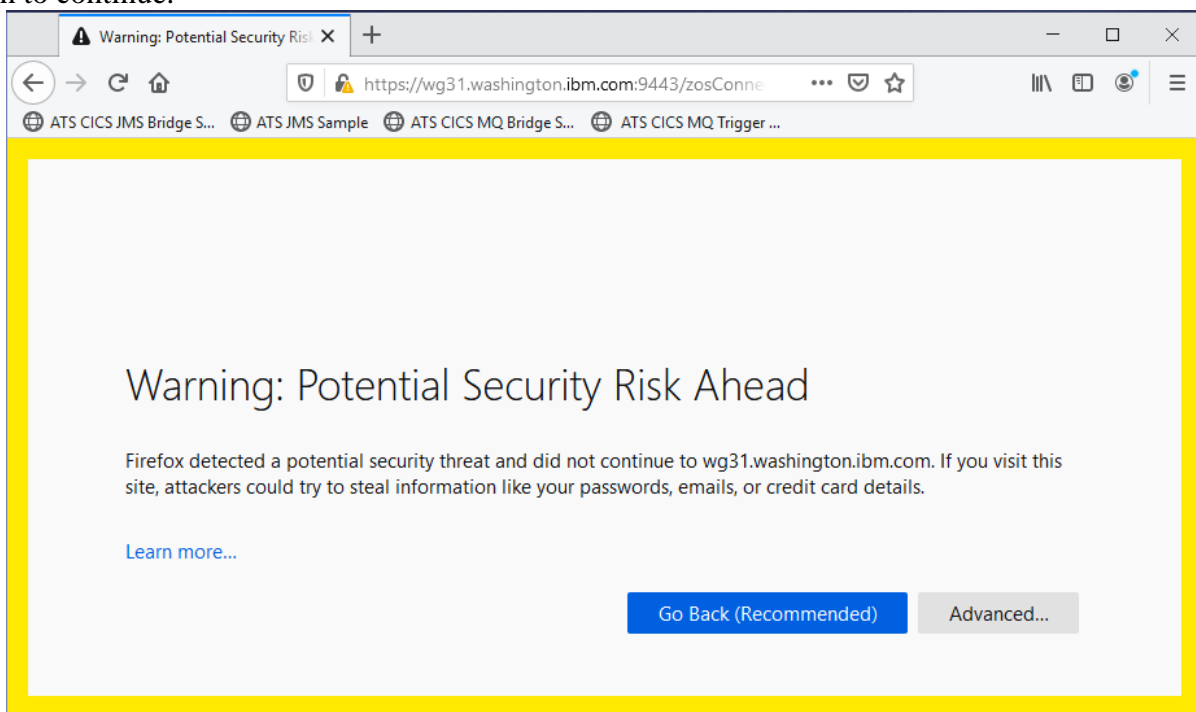 to continue.
Warning: Potential Security Ris
https://wg31.washington.ibm.com:9443/zosConne
ATS CICS JMS Bridge S... ATS JMS Sample ATS CICS MQ Bridge S... ATS CICS MQ Trigger ...
Warning: Potential Security Risk Ahead
Firefox detected a potential security threat and did not continue to wg31.washington.ibm.com. If you visit this
site, attackers could try to steal information like your passwords, emails, or credit card details.
Learn more...
Go Back (Recommended) Advanced...